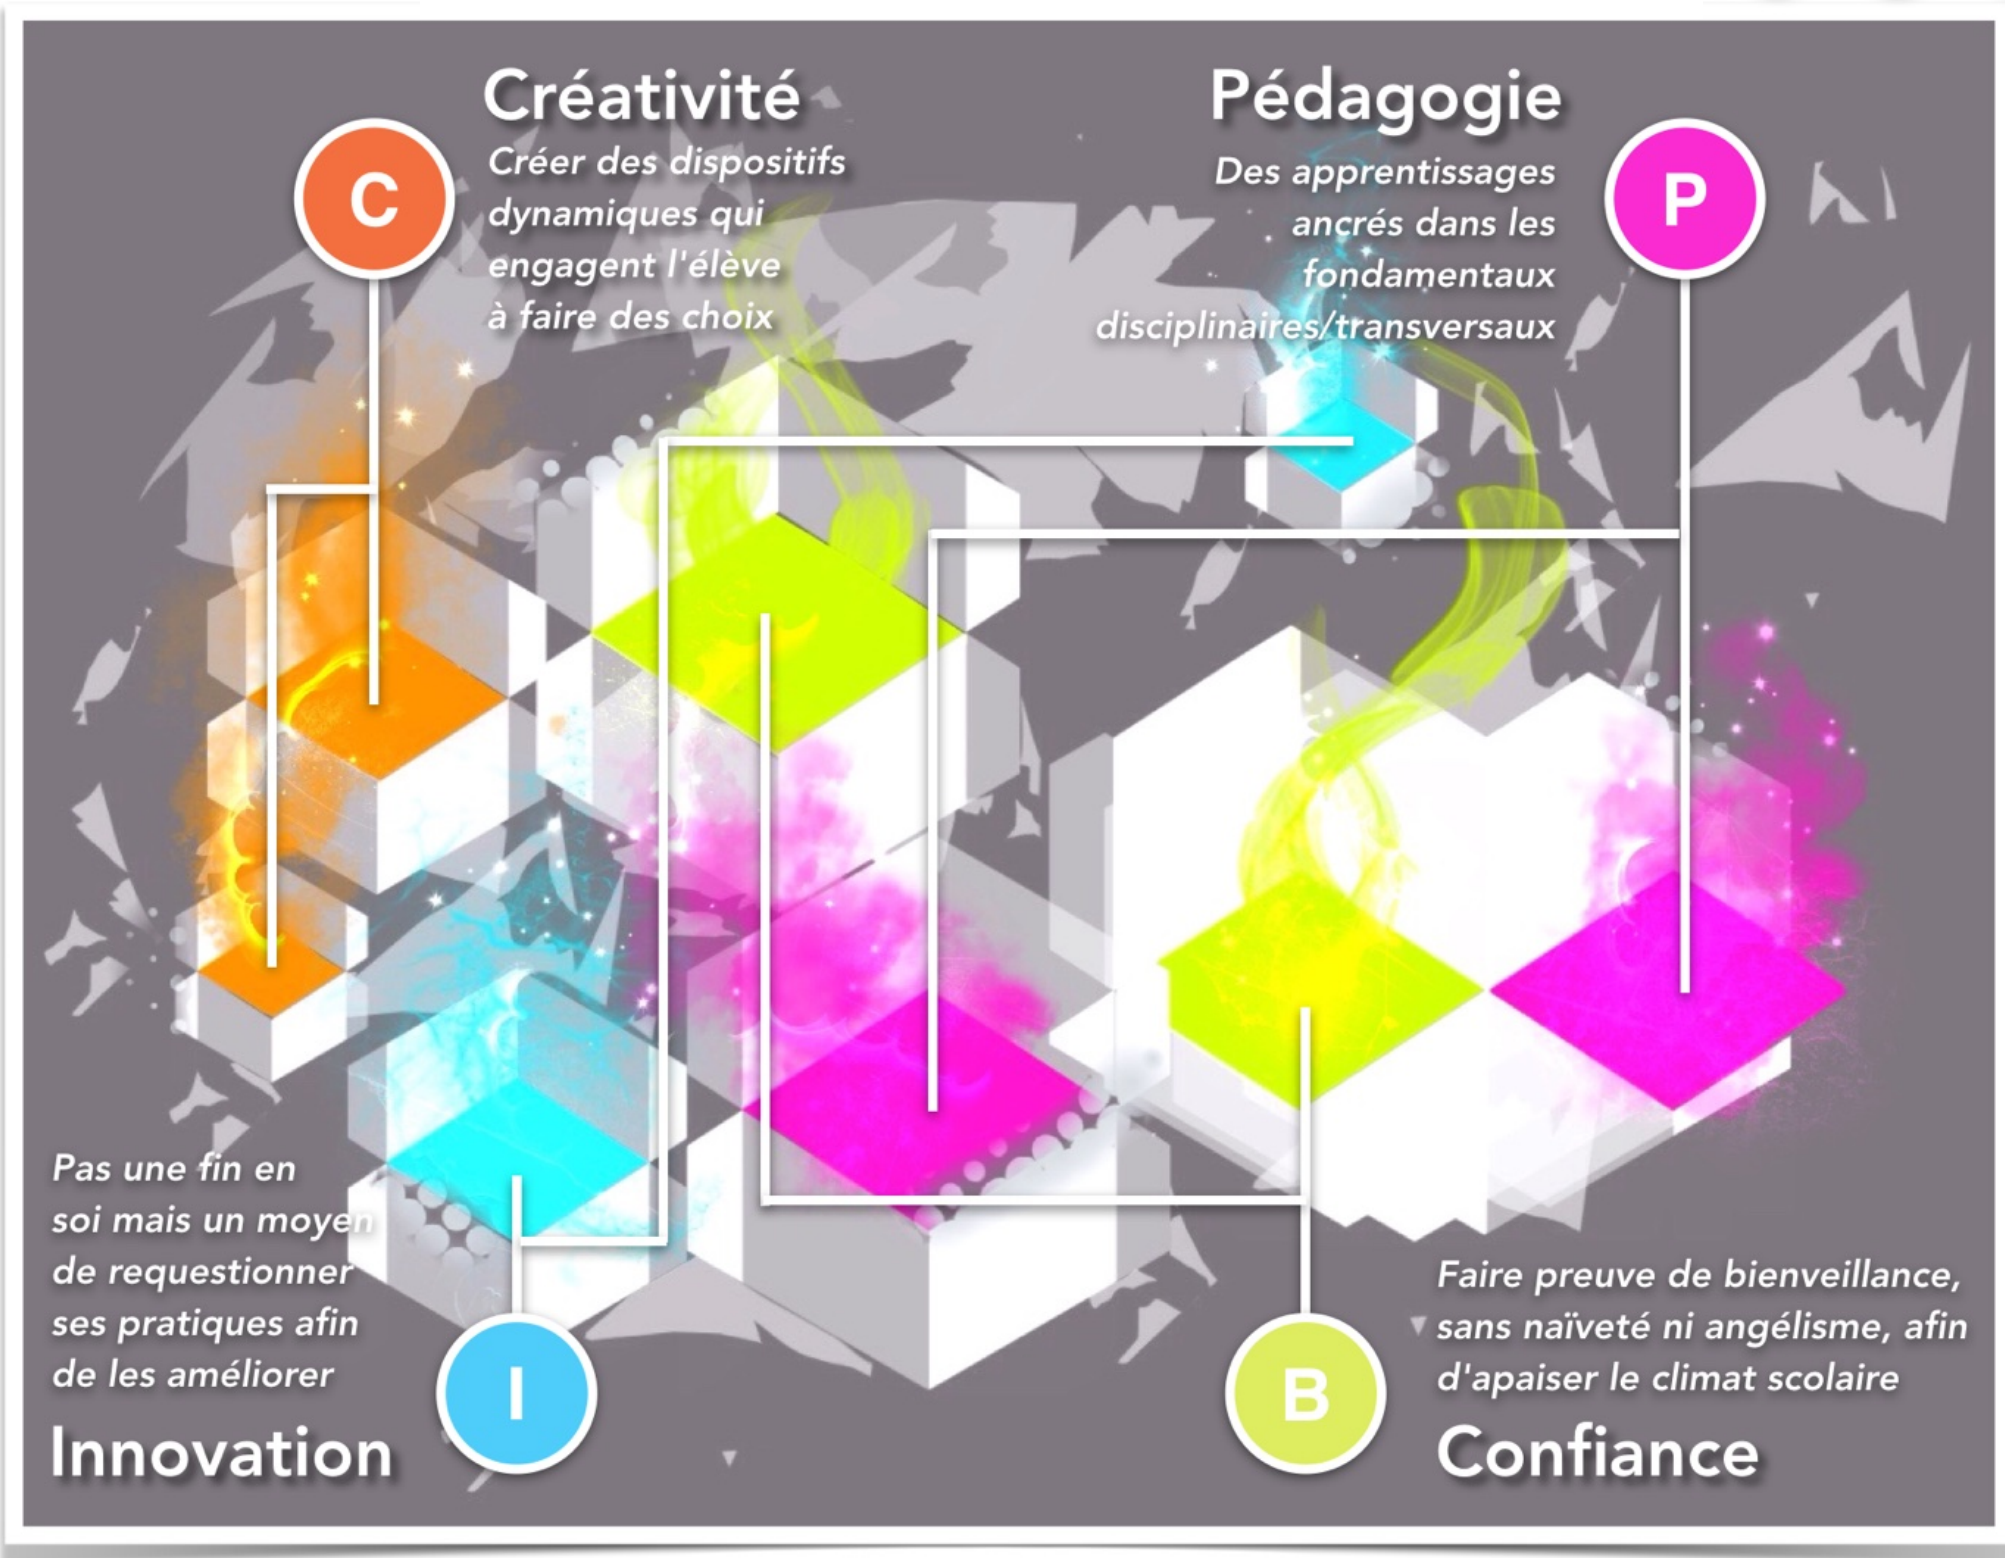 Créativité
C
Créer des dispositifs
dynamiques qui
engagent l'élève
à faire des choix
Pédagogie
P
Des apprentissages
ancrés dans les
fondamentaux
disciplinaires/transversaux
Pas une fin en
soi mais un moyen
de requestionner
ses pratiques afin
de les améliorer
Innovation
I
B
Faire preuve de bienveillance,
sans naïveté ni angélisme, afin
d'apaiser le climat scolaire
Confiance